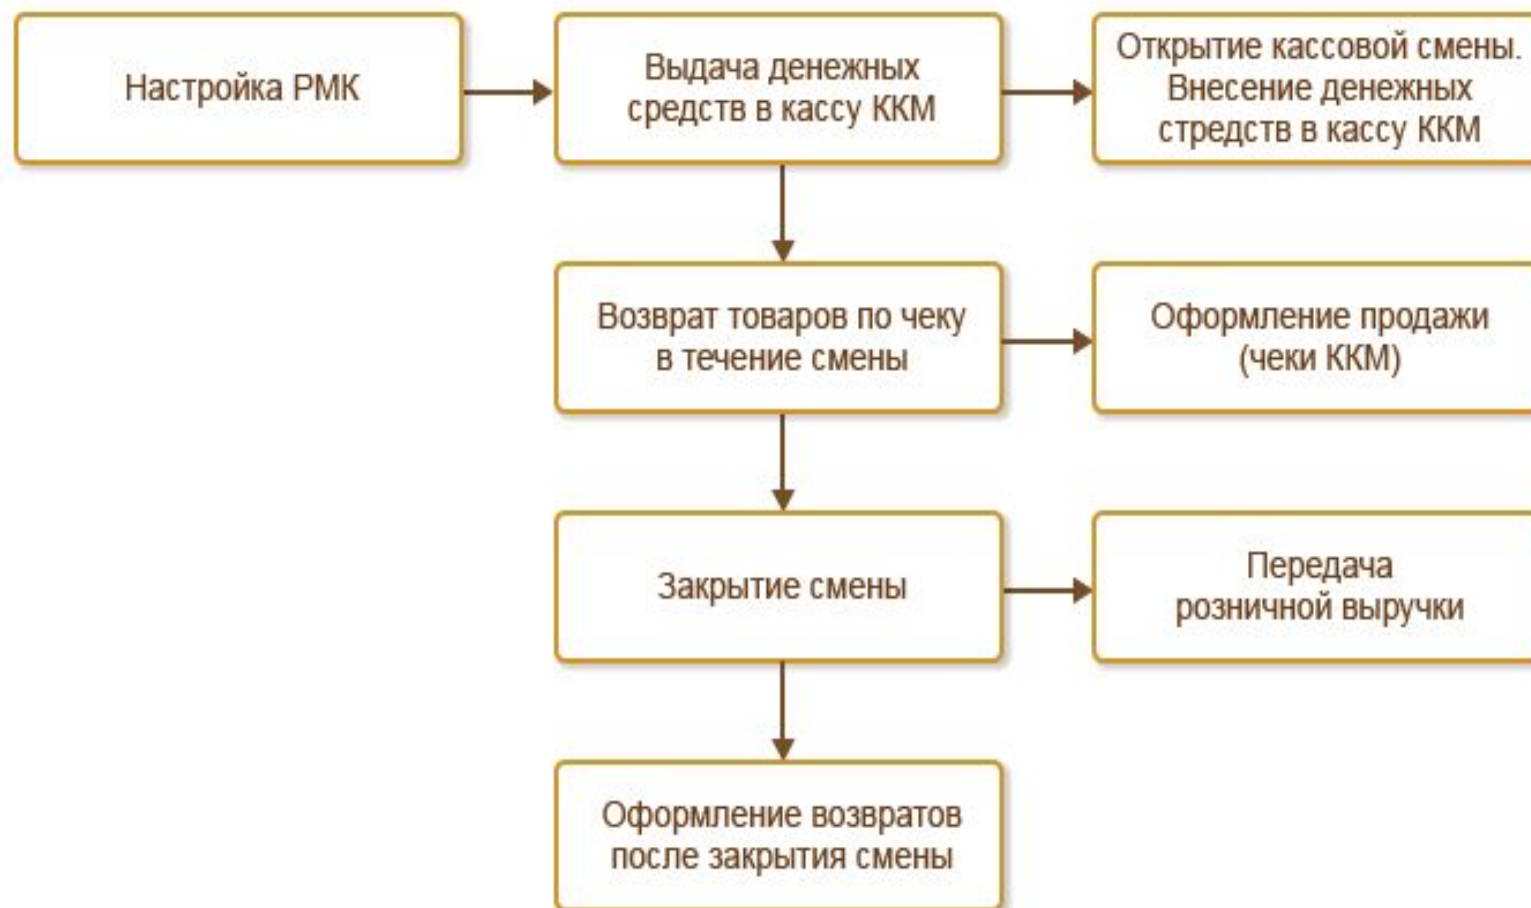 Настройка РМК
Выдача денежных
средств в кассу ККМ
Открытие кассовой смены.
Внесение денежных
стредств в кассу ККМ
Возврат товаров по чеку
в течение смены
Оформление продажи
(чеки ККМ)
Закрытие смены
Передача
розничной выручки
Оформление возвратов
после закрытия смены